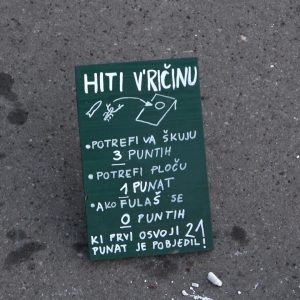 HITI V'RIČINU
• POTREFI VA ŠKUJU
3 PUNTIH
• POTREFI PLOČU
1 PUNAT
• AKO FULAŠ SE
0 PUNTIH
KI PRVI OSVOJI 21
PUNAT JE POBJEDIL!